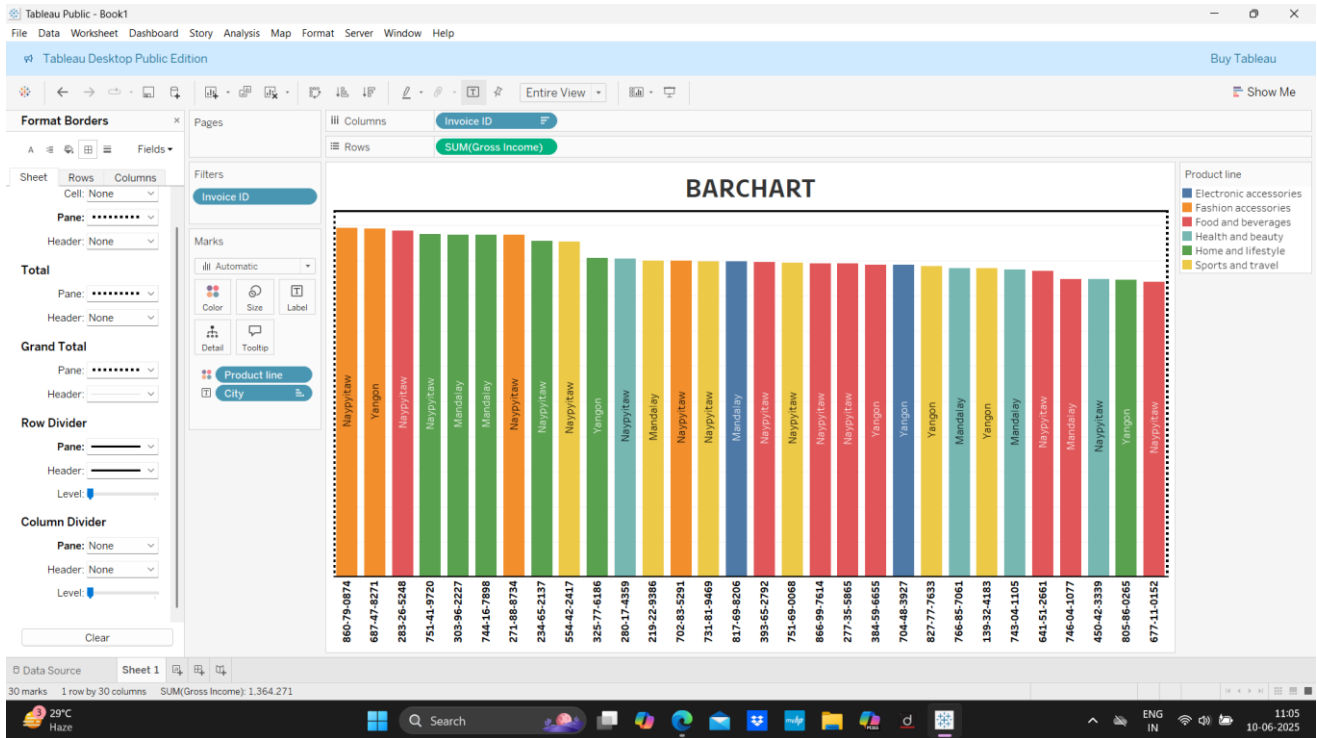 Tableau Public - Book1
File Data Worksheet Dashboard Story Analysis Map Format Server Window Help
Tableau Desktop Public Edition
Buy Tableau
Entire View
Show Me
Format Borders
Fields
Sheet Rows Columns
Cell: None
Pane:
Header: None
Total
Pane:
Header: None
Grand Total
Pane:
Header:
Row Divider
Pane:
Header:
Level:
Column Divider
Pane: None
Header: None
Level:
Clear
Pages
Filters
Invoice ID
Marks
Automatic
Color Size Label
Detail Tooltip
Product line
City
Columns Invoice ID
Rows SUM(Gross Income)
BARCHART
Naypyitaw
Yangon
Naypyitaw
Naypyitaw
Mandalay
Mandalay
Naypyitaw
Naypyitaw
Naypyitaw
Yangon
Naypyitaw
Mandalay
Naypyitaw
Naypyitaw
Mandalay
Naypyitaw
Naypyitaw
Naypyitaw
Naypyitaw
Yangon
Yangon
Yangon
Mandalay
Yangon
Mandalay
Naypyitaw
Mandalay
Naypyitaw
Yangon
Naypyitaw
860-79-0874
687-47-8271
283-26-5248
751-41-9720
303-96-2227
744-16-7898
271-88-8734
234-65-2137
554-42-2417
325-77-6186
280-17-4359
219-22-9386
702-83-5291
731-81-9469
817-69-8206
393-65-2792
751-69-0068
866-99-7614
277-35-5865
384-59-6655
704-48-3927
827-77-7633
766-85-7061
139-32-4183
743-04-1105
641-51-2661
746-04-1077
450-42-3339
805-86-0265
677-11-0152
Product line
Electronic accessories
Fashion accessories
Food and beverages
Health and beauty
Home and lifestyle
Sports and travel
Data Source Sheet 1
30 marks 1 row by 30 columns SUM(Gross Income): 1,364.271
3
29°C
Haze
Search
ENG
IN
11:05
10-06-2025